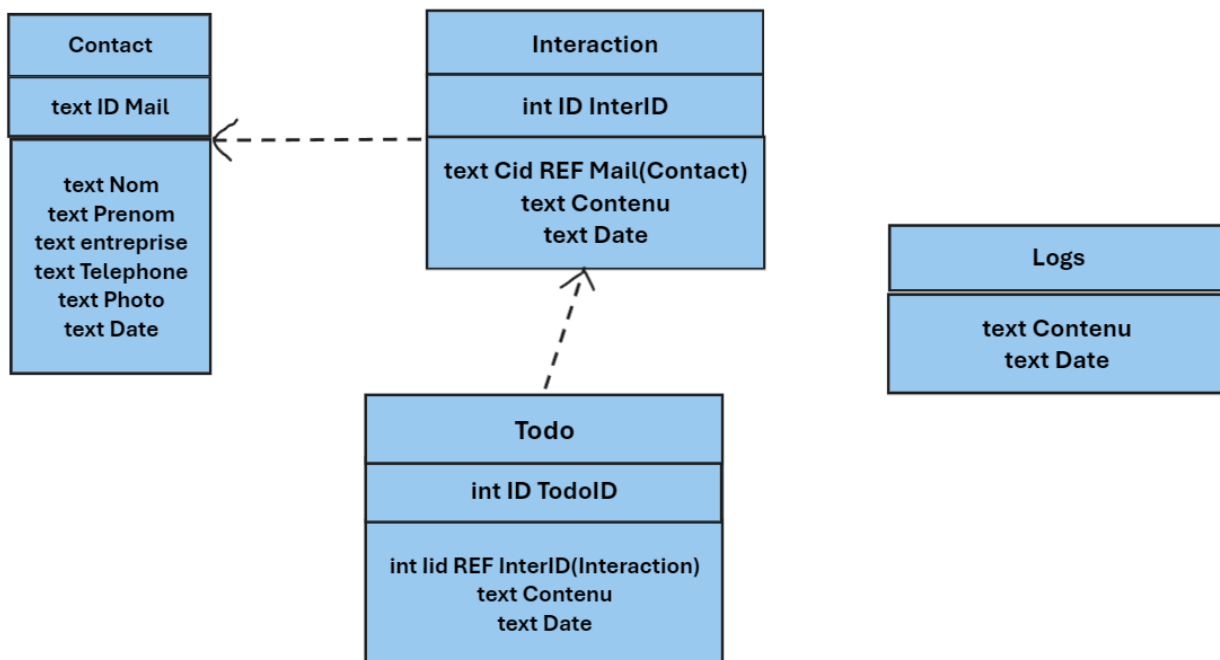 Contact
text ID Mail
text Nom
text Prenom
text entreprise
text Telephone
text Photo
text Date
Interaction
int ID InterID
text Cid REF Mail(Contact)
text Contenu
text Date
Logs
text Contenu
text Date
Todo
int ID TodoID
int Iid REF InterID(Interaction)
text Contenu
text Date